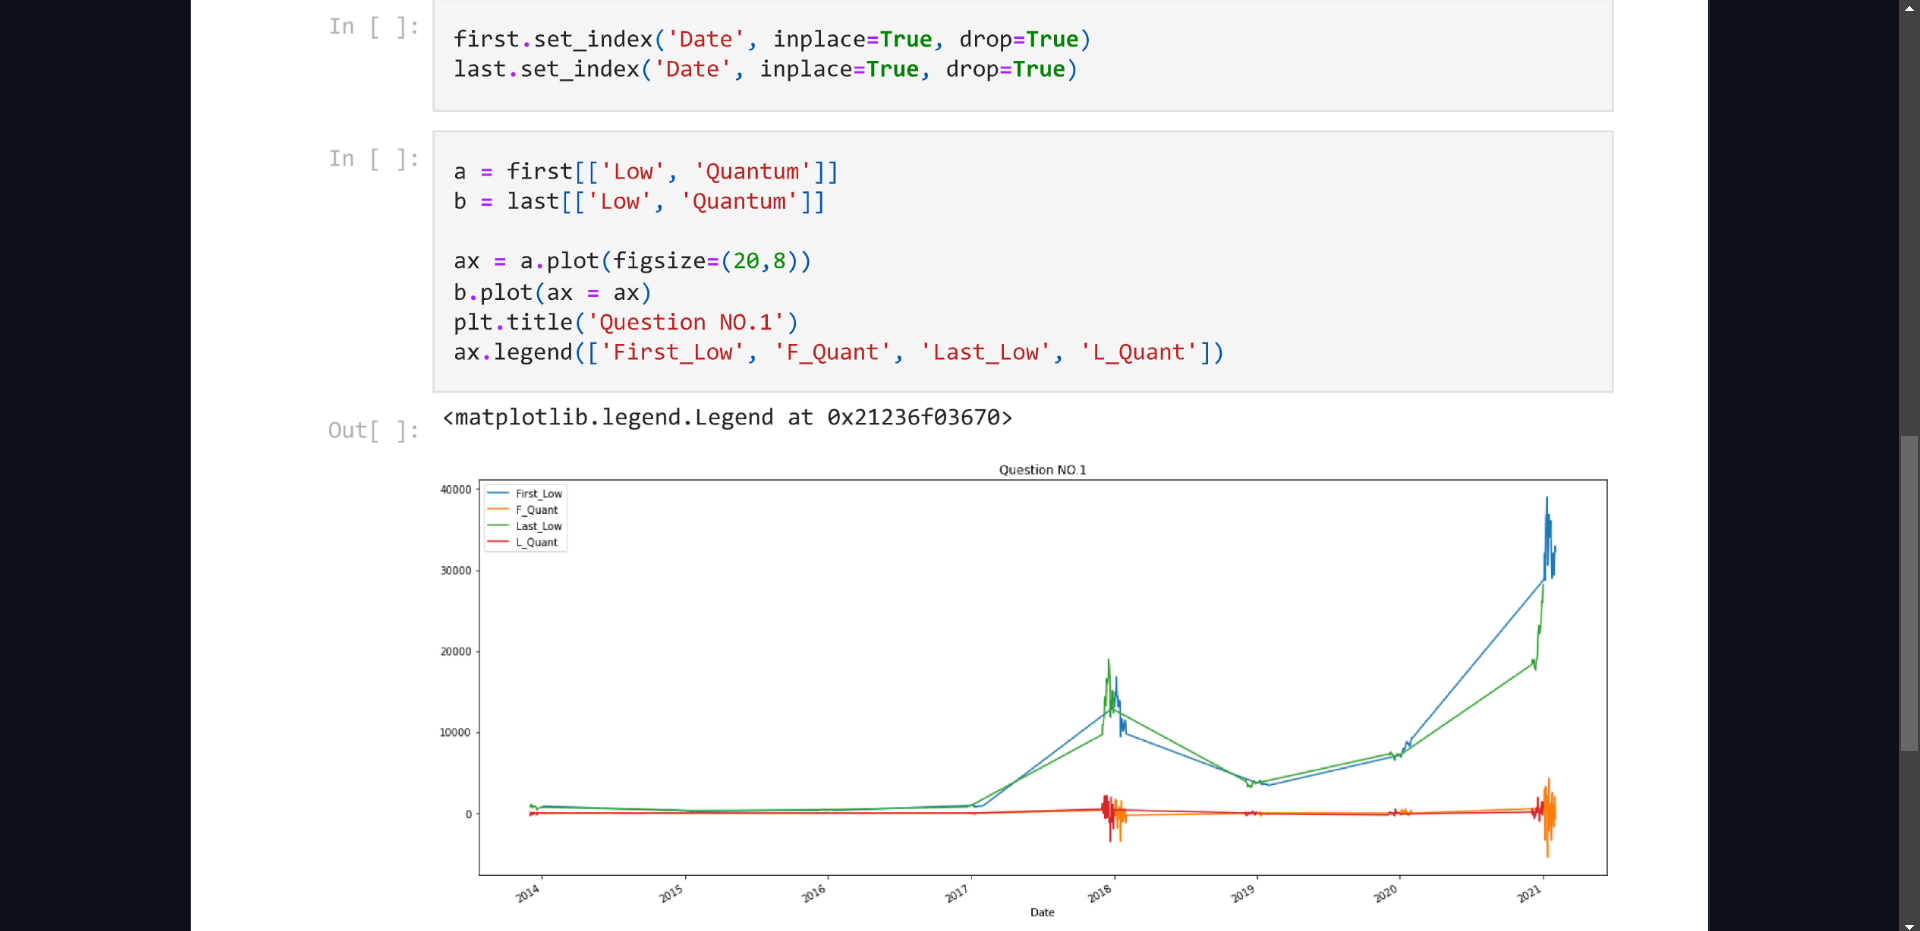 In [ ]:
first.set_index('Date', inplace=True, drop=True)
last.set_index('Date', inplace=True, drop=True)
In [ ]:
a = first[['Low', 'Quantum']]
b = last[['Low', 'Quantum']]
ax = a.plot(figsize=(20,8))
b.plot(ax = ax)
plt.title('Question NO.1')
ax.legend(['First_Low', 'F_Quant', 'Last_Low', 'L_Quant'])
Out[ ]:
<matplotlib.legend.Legend at 0x21236f03670>
Question NO.1
First_Low
F_Quant
Last_Low
L_Quant
40000
30000
20000
10000
0
2014 2015 2016 2017 2018 2019 2020 2021
Date